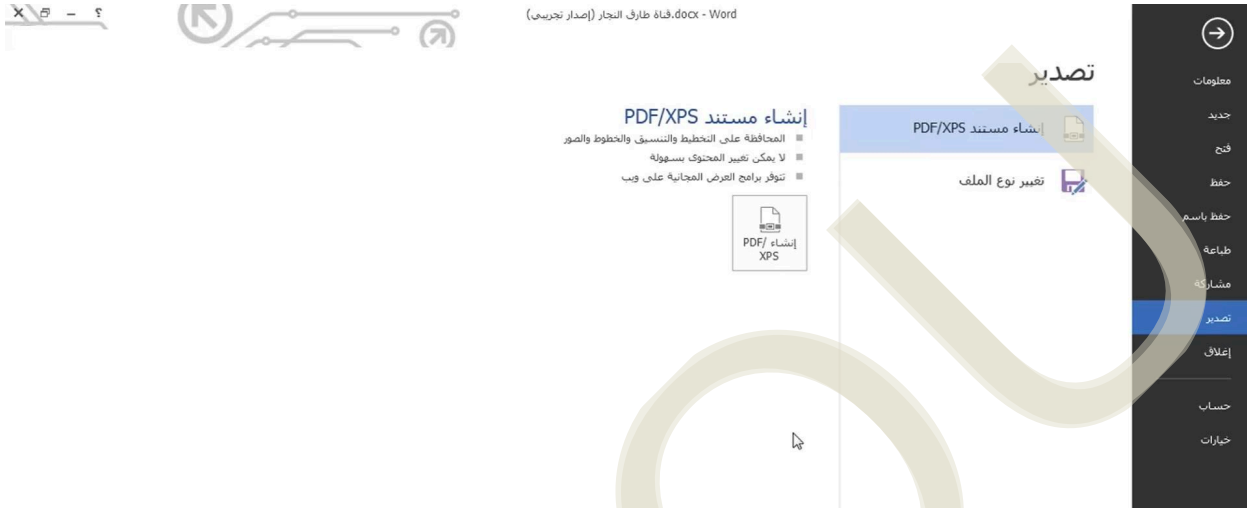 قناة طارق النجار (إصدار تجريبي).docx - Word
معلومات
جديد
فتح
حفظ
حفظ باسم
طباعة
مشاركة
تصدير
إغلاق
حساب
خيارات
تصدير
إنشاء مستند PDF/XPS
تغيير نوع الملف
إنشاء مستند PDF/XPS
المحافظة على التخطيط والتنسيق والخطوط والصور
لا يمكن تغيير المحتوى بسهولة
تتوفر برامج العرض المجانية على ويب
إنشاء PDF/
XPS
OU